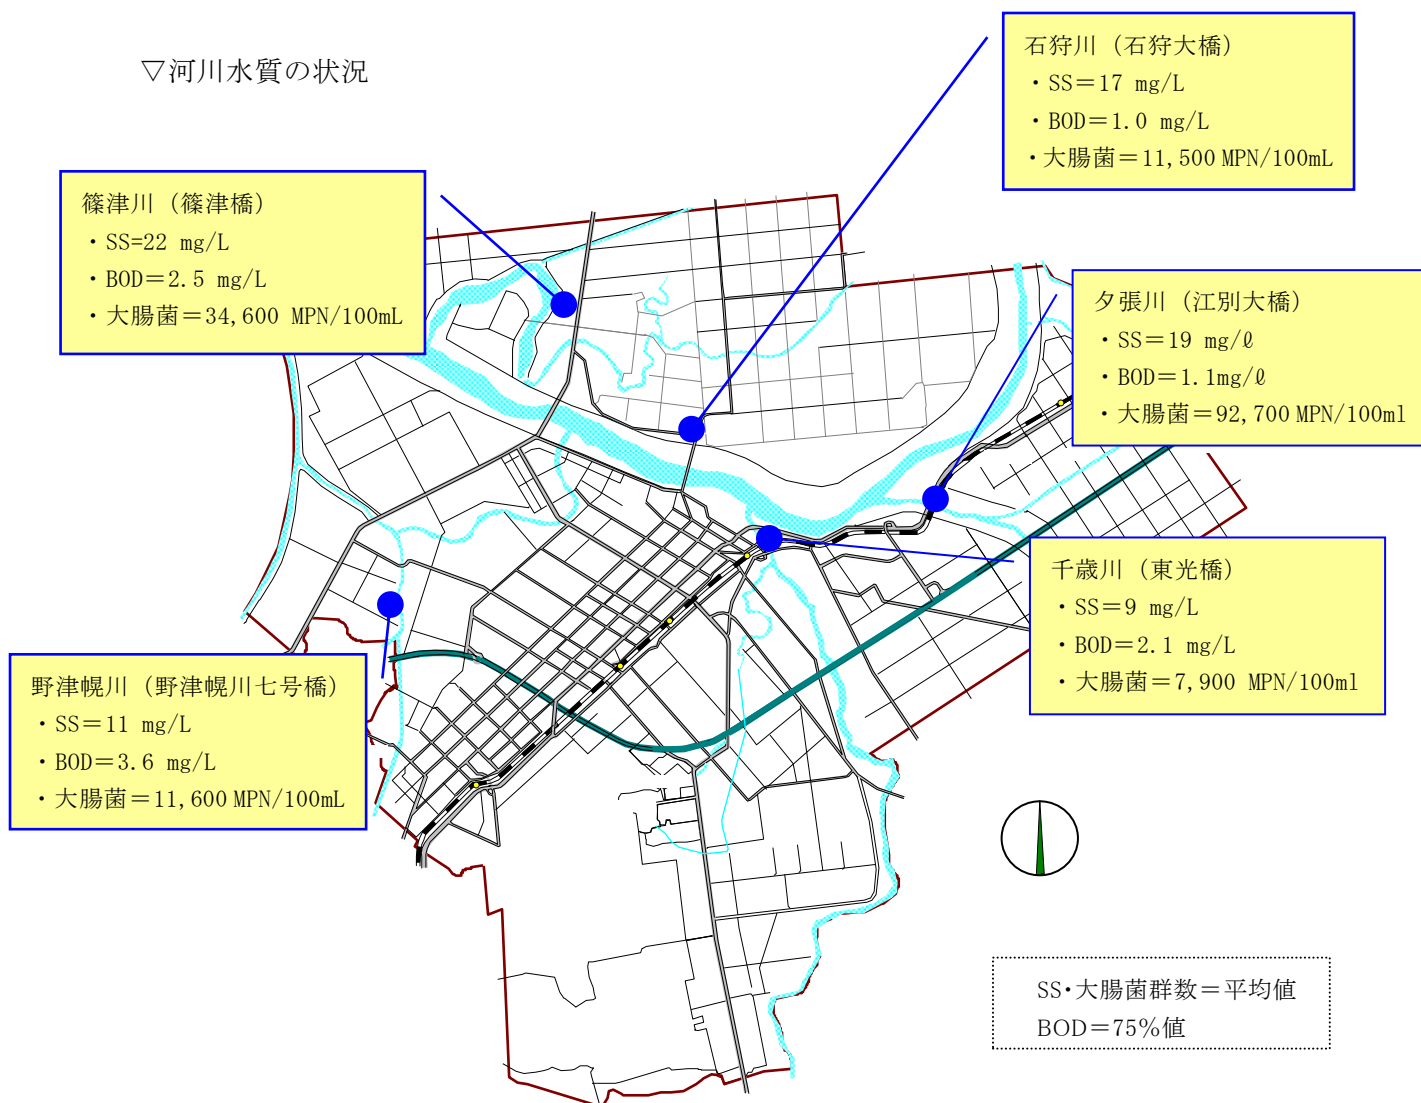 ▽河川水質の状況
石狩川（石狩大橋）
・SS＝17 mg/L
・BOD＝1.0 mg/L
・大腸菌＝11,500 MPN/100mL
篠津川（篠津橋）
・SS=22 mg/L
・BOD＝2.5 mg/L
・大腸菌＝34,600 MPN/100mL
夕張川（江別大橋）
・SS＝19 mg/ℓ
・BOD＝1.1mg/ℓ
・大腸菌＝92,700 MPN/100ml
千歳川（東光橋）
・SS＝9 mg/L
・BOD＝2.1 mg/L
・大腸菌＝7,900 MPN/100ml
野津幌川（野津幌川七号橋）
・SS＝11 mg/L
・BOD＝3.6 mg/L
・大腸菌＝11,600 MPN/100mL
SS・大腸菌群数＝平均値
BOD＝75％値